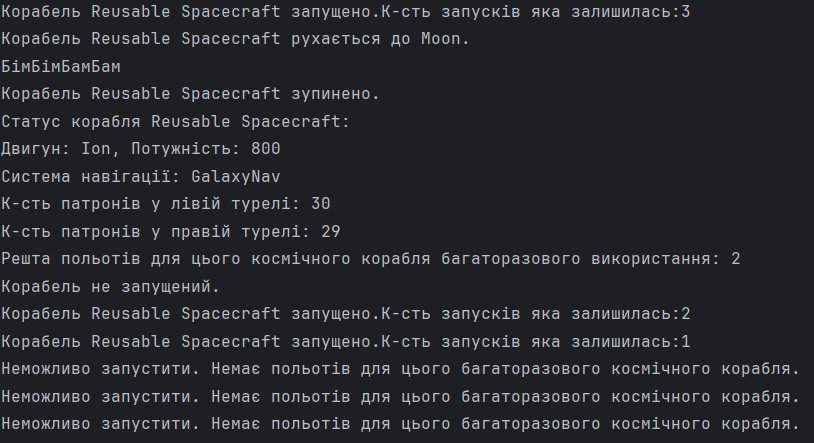 Корабель Reusable Spacecraft запущено.К-сть запусків яка залишилась:3
Корабель Reusable Spacecraft рухається до Moon.
БімБімБамБам
Корабель Reusable Spacecraft зупинено.
Статус корабля Reusable Spacecraft:
Двигун: Ion, Потужність: 800
Система навігації: GalaxyNav
К-сть патронів у лівій турелі: 30
К-сть патронів у правій турелі: 29
Решта польотів для цього космічного корабля багаторазового використання: 2
Корабель не запущений.
Корабель Reusable Spacecraft запущено.К-сть запусків яка залишилась:2
Корабель Reusable Spacecraft запущено.К-сть запусків яка залишилась:1
Неможливо запустити. Немає польотів для цього багаторазового космічного корабля.
Неможливо запустити. Немає польотів для цього багаторазового космічного корабля.
Неможливо запустити. Немає польотів для цього багаторазового космічного корабля.